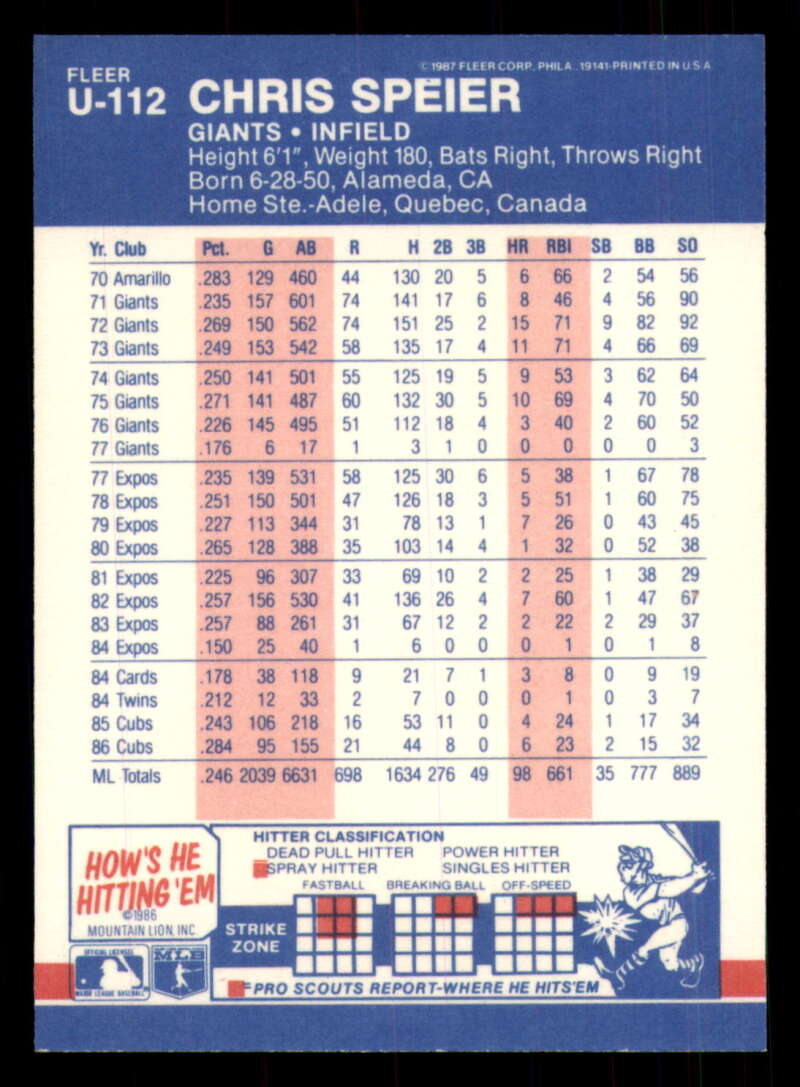 FLEER
© 1987 FLEER CORP., PHILA., 19141-PRINTED IN U.S.A.
U-112 CHRIS SPEIER
GIANTS • INFIELD
Height 6'1", Weight 180, Bats Right, Throws Right
Born 6-28-50, Alameda, CA
Home Ste.-Adele, Quebec, Canada
Yr. Club Pct. G AB R H 2B 3B HR RBI SB BB SO
70 Amarillo .283 129 460 44 130 20 5 6 66 2 54 56
71 Giants .235 157 601 74 141 17 6 8 46 4 56 90
72 Giants .269 150 562 74 151 25 2 15 71 9 82 92
73 Giants .249 153 542 58 135 17 4 11 71 4 66 69
74 Giants .250 141 501 55 125 19 5 9 53 3 62 64
75 Giants .271 141 487 60 132 30 5 10 69 4 70 50
76 Giants .226 145 495 51 112 18 4 3 40 2 60 52
77 Giants .176 6 17 1 3 1 0 0 0 0 0 3
77 Expos .235 139 531 58 125 30 6 5 38 1 67 78
78 Expos .251 150 501 47 126 18 3 5 51 1 60 75
79 Expos .227 113 344 31 78 13 1 7 26 0 43 45
80 Expos .265 128 388 35 103 14 4 1 32 0 52 38
81 Expos .225 96 307 33 69 10 2 2 25 1 38 29
82 Expos .257 156 530 41 136 26 4 7 60 1 47 67
83 Expos .257 88 261 31 67 12 2 2 22 2 29 37
84 Expos .150 25 40 1 6 0 0 0 1 0 1 8
84 Cards .178 38 118 9 21 7 1 3 8 0 9 19
84 Twins .212 12 33 2 7 0 0 0 1 0 3 7
85 Cubs .243 106 218 16 53 11 0 4 24 1 17 34
86 Cubs .284 95 155 21 44 8 0 6 23 2 15 32
ML Totals .246 2039 6631 698 1634 276 49 98 661 35 777 889
HOW'S HE
HITTING 'EM
©1986
MOUNTAIN LION, INC.
HITTER CLASSIFICATION
DEAD PULL HITTER POWER HITTER
SPRAY HITTER SINGLES HITTER
FASTBALL BREAKING BALL OFF-SPEED
STRIKE
ZONE
OFFICIAL LICENSEE
MAJOR LEAGUE BASEBALL
MLB
PRO SCOUTS REPORT-WHERE HE HITS'EM